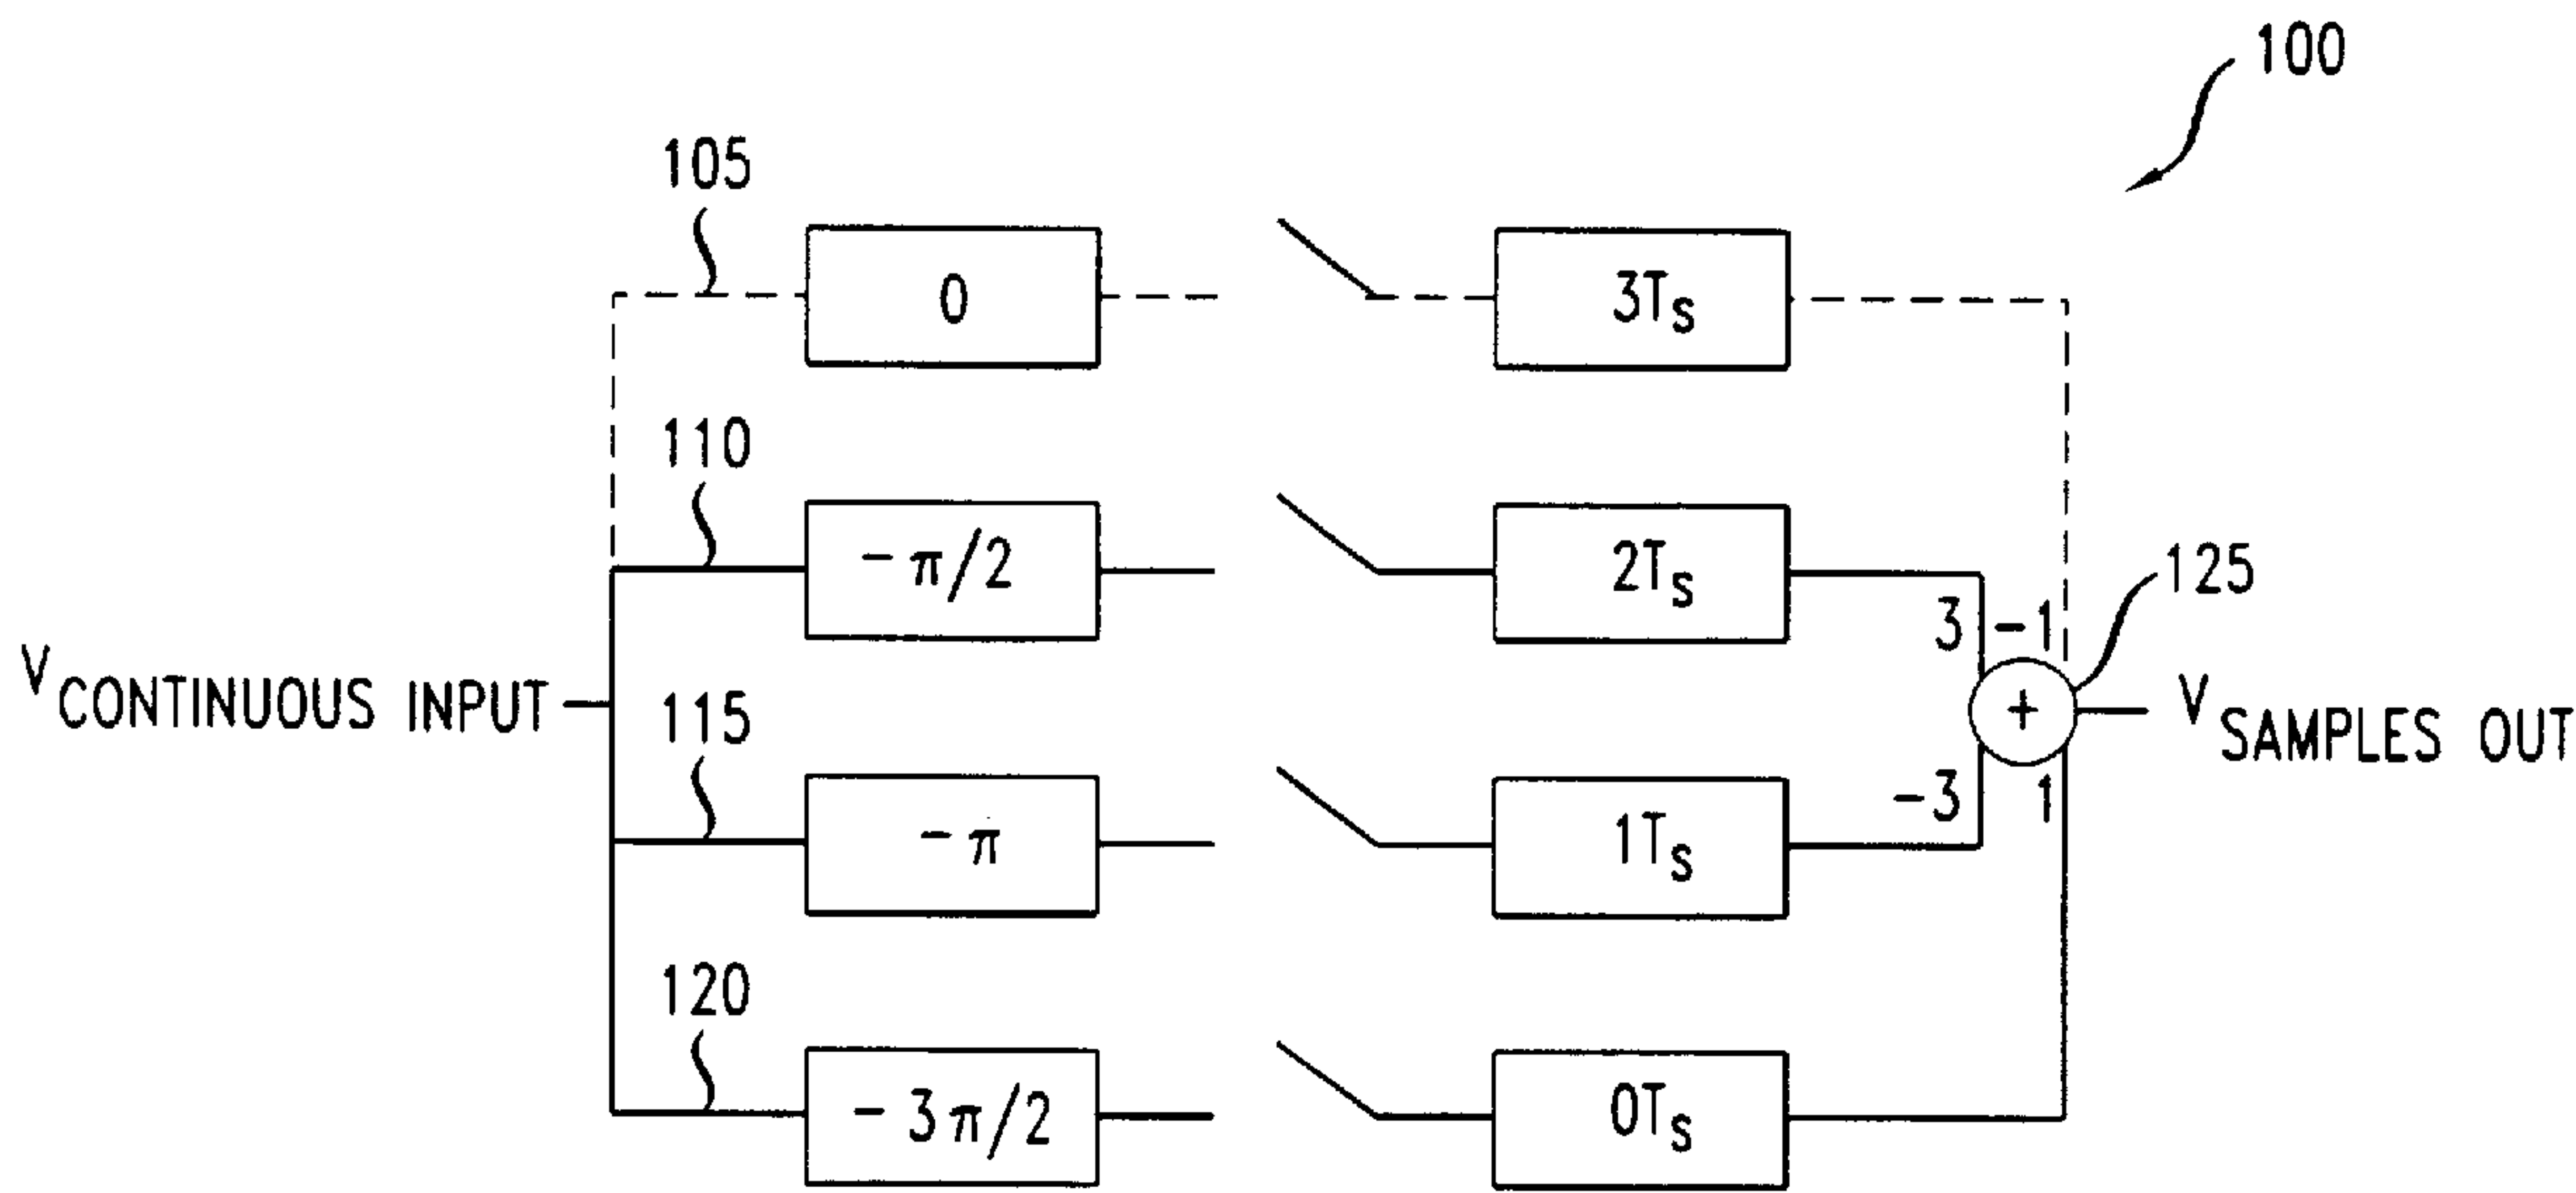 100
105
0
3Ts
110
-π/2
2Ts
3
-1
125
VCONTINUOUS INPUT
+
VSAMPLES OUT
115
-π
1Ts
-3
1
120
-3π/2
0Ts